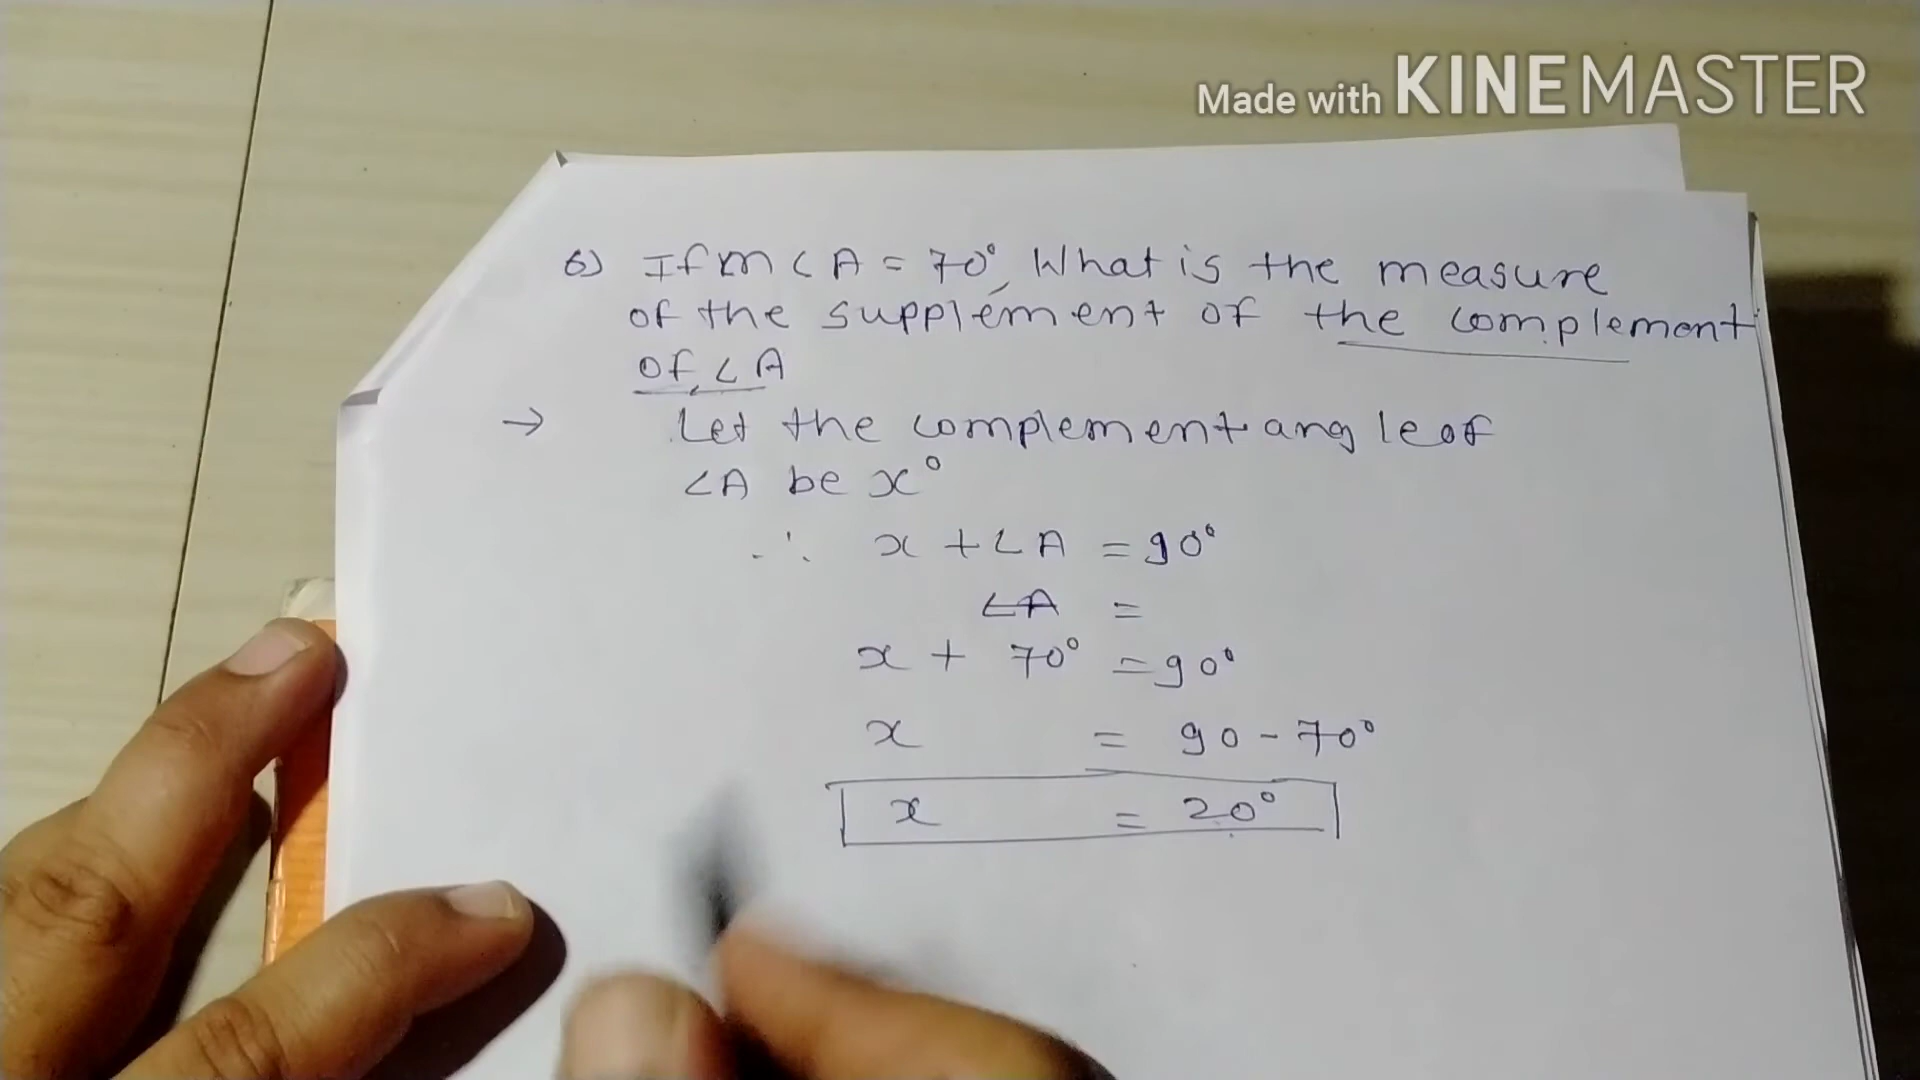 Made with KINEMASTER
6) If m∠A = 70°, What is the measure
of the supplement of the complement
of ∠A
→ Let the complement angle of
∠A be x°
∴ x + ∠A = 90°
∠A =
x + 70° = 90°
x = 90 - 70°
x = 20°